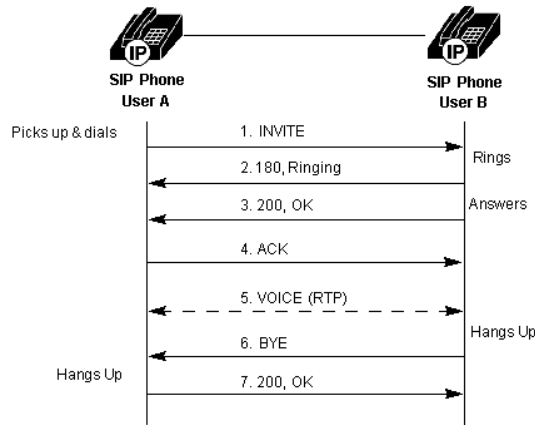 IP
IP
SIP Phone
User A
SIP Phone
User B
Picks up & dials
1. INVITE
Rings
2.180, Ringing
3. 200, OK
Answers
4. ACK
5. VOICE (RTP)
Hangs Up
6. BYE
Hangs Up
7. 200, OK